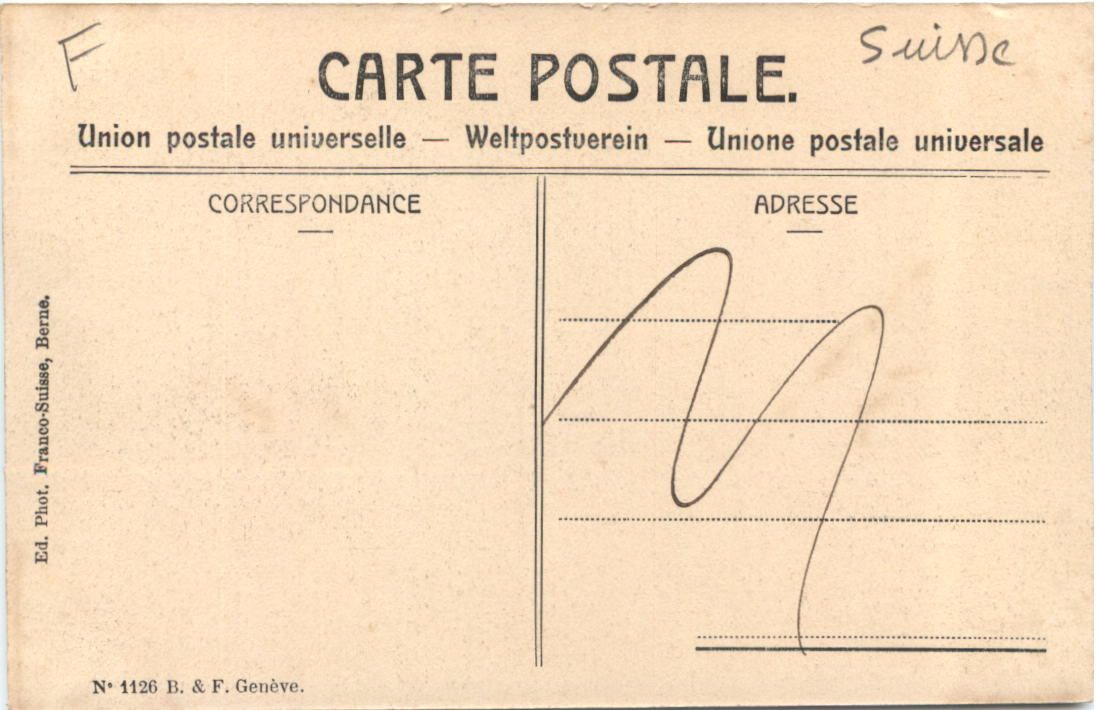 F
Suisse
CARTE POSTALE.
Union postale universelle — Weltpostverein — Unione postale universale
CORRESPONDANCE
ADRESSE
Ed. Phot. Franco-Suisse, Berne.
N° 1126 B. & F. Genève.